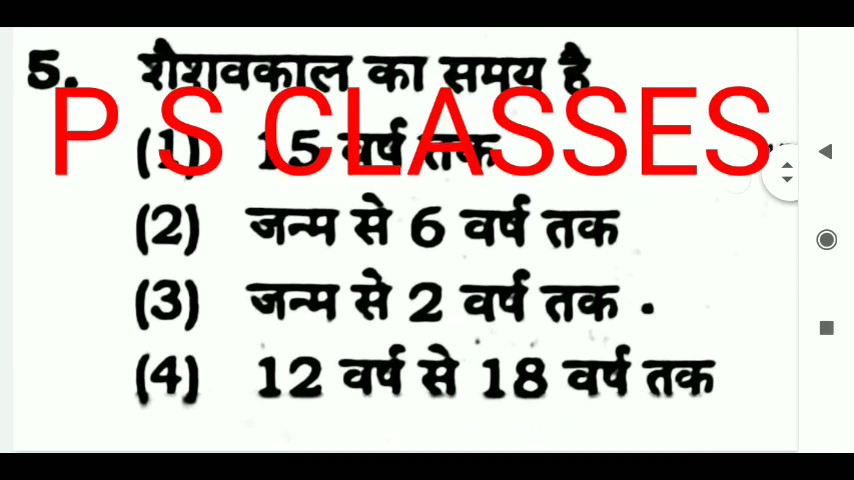 5. शैशवकाल का समय है
P S CLASSES
(1) 15 वर्ष तक
(2) जन्म से 6 वर्ष तक
(3) जन्म से 2 वर्ष तक .
(4) 12 वर्ष से 18 वर्ष तक